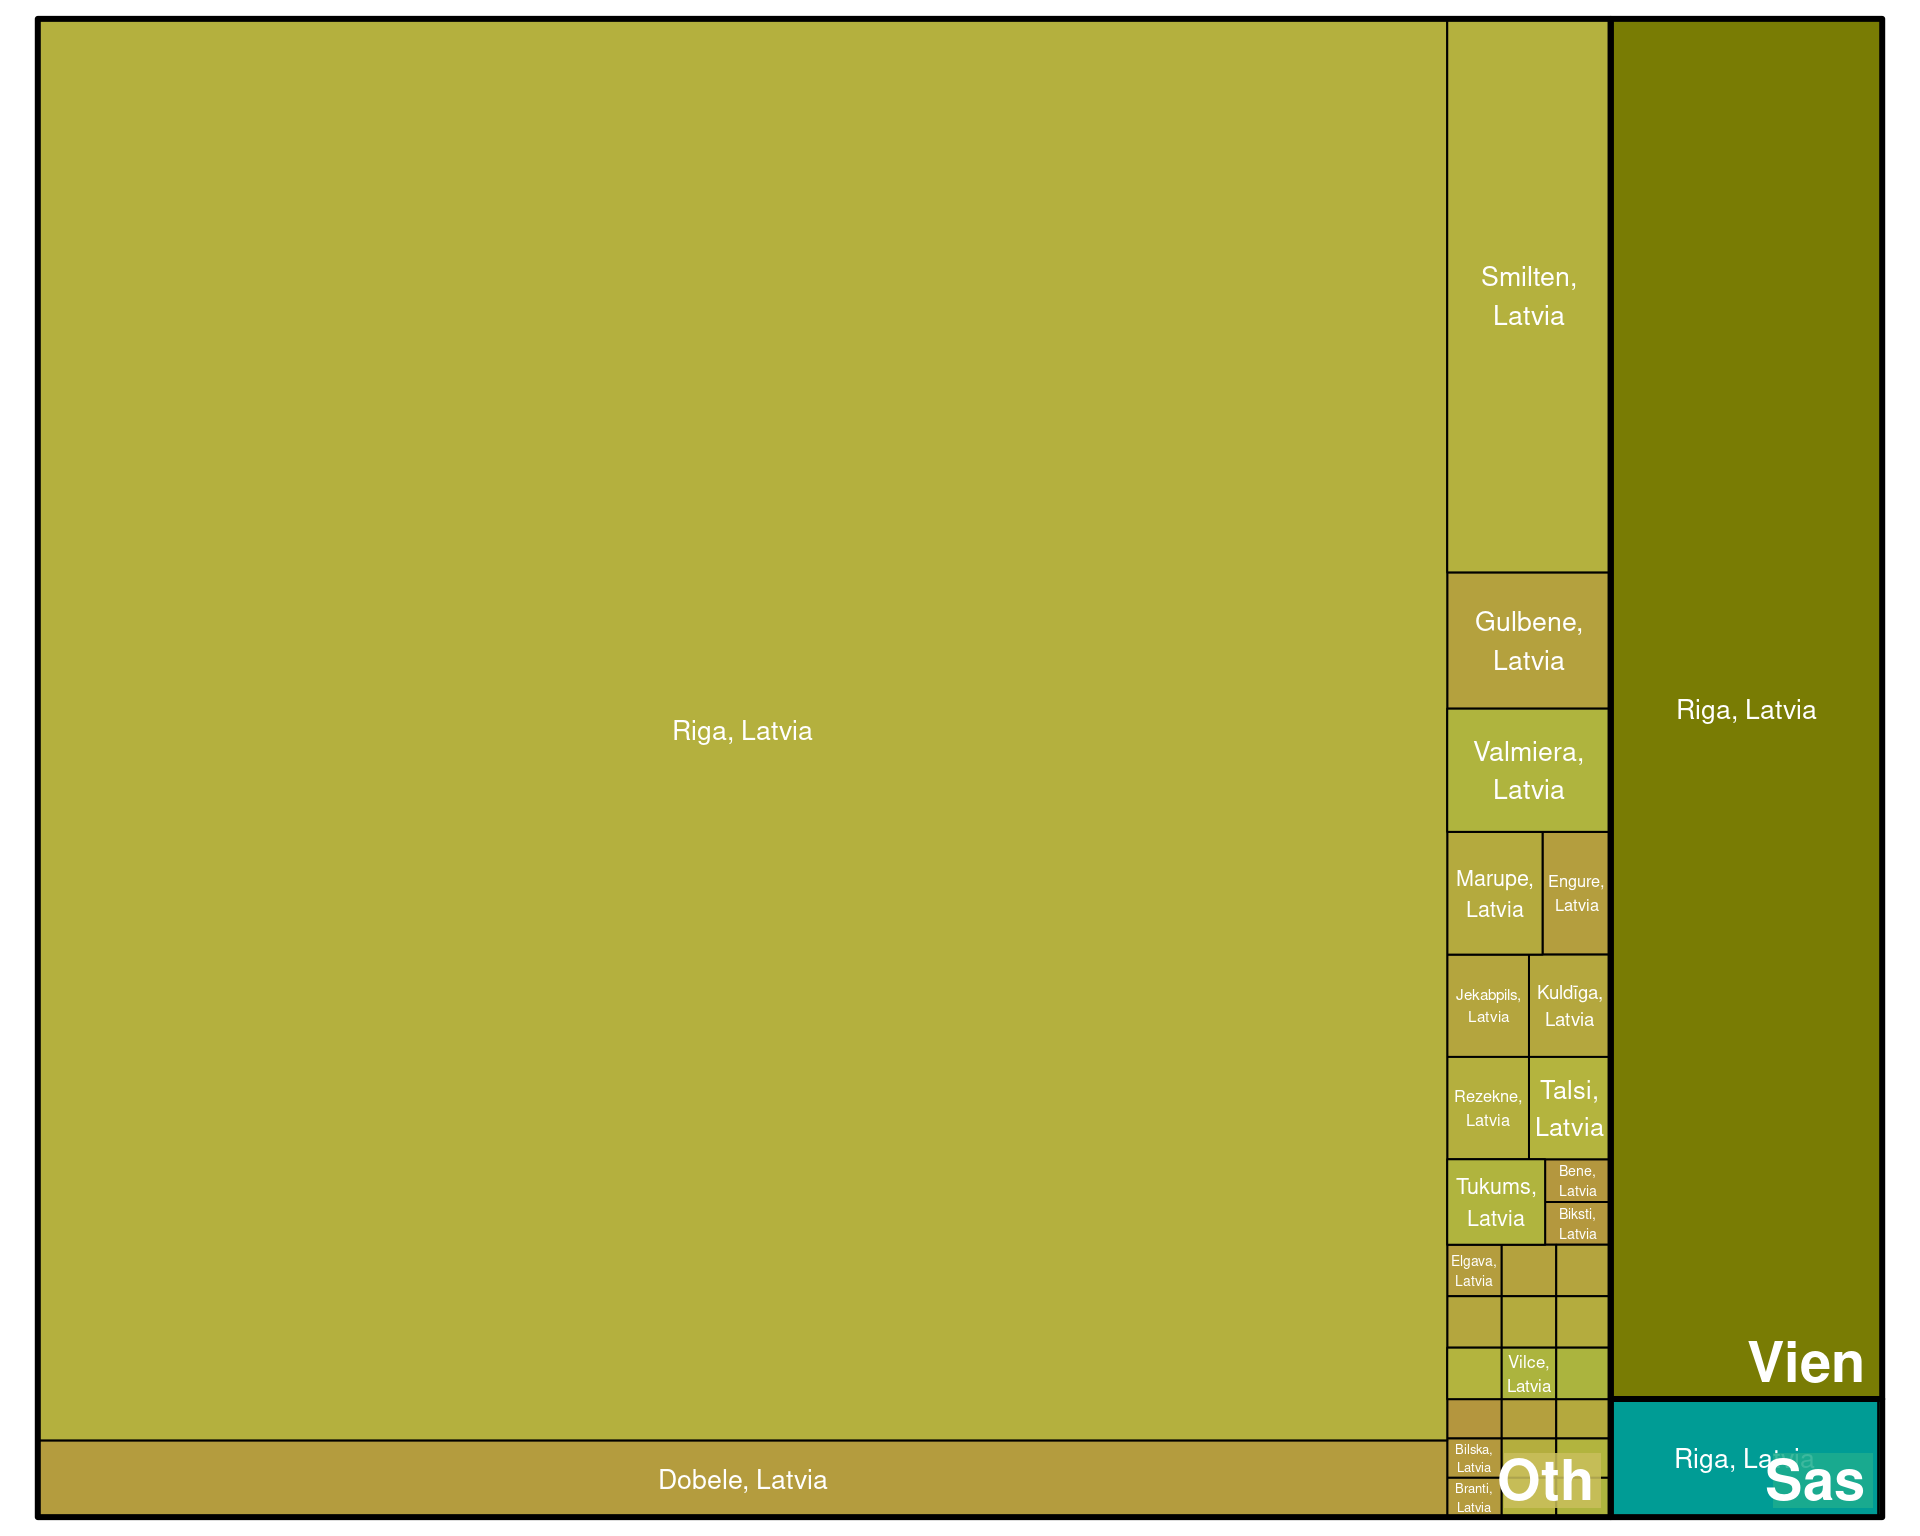 Riga, Latvia
Dobele, Latvia
Smilten,
Latvia
Gulbene,
Latvia
Valmiera,
Latvia
Marupe,
Latvia
Engure,
Latvia
Jekabpils,
Latvia
Kuldīga,
Latvia
Rezekne,
Latvia
Talsi,
Latvia
Tukums,
Latvia
Bene,
Latvia
Biksti,
Latvia
Elgava,
Latvia
Vilce,
Latvia
Bilska,
Latvia
Branti,
Latvia
Oth
Riga, Latvia
Vien
Riga, Latvia
Sas